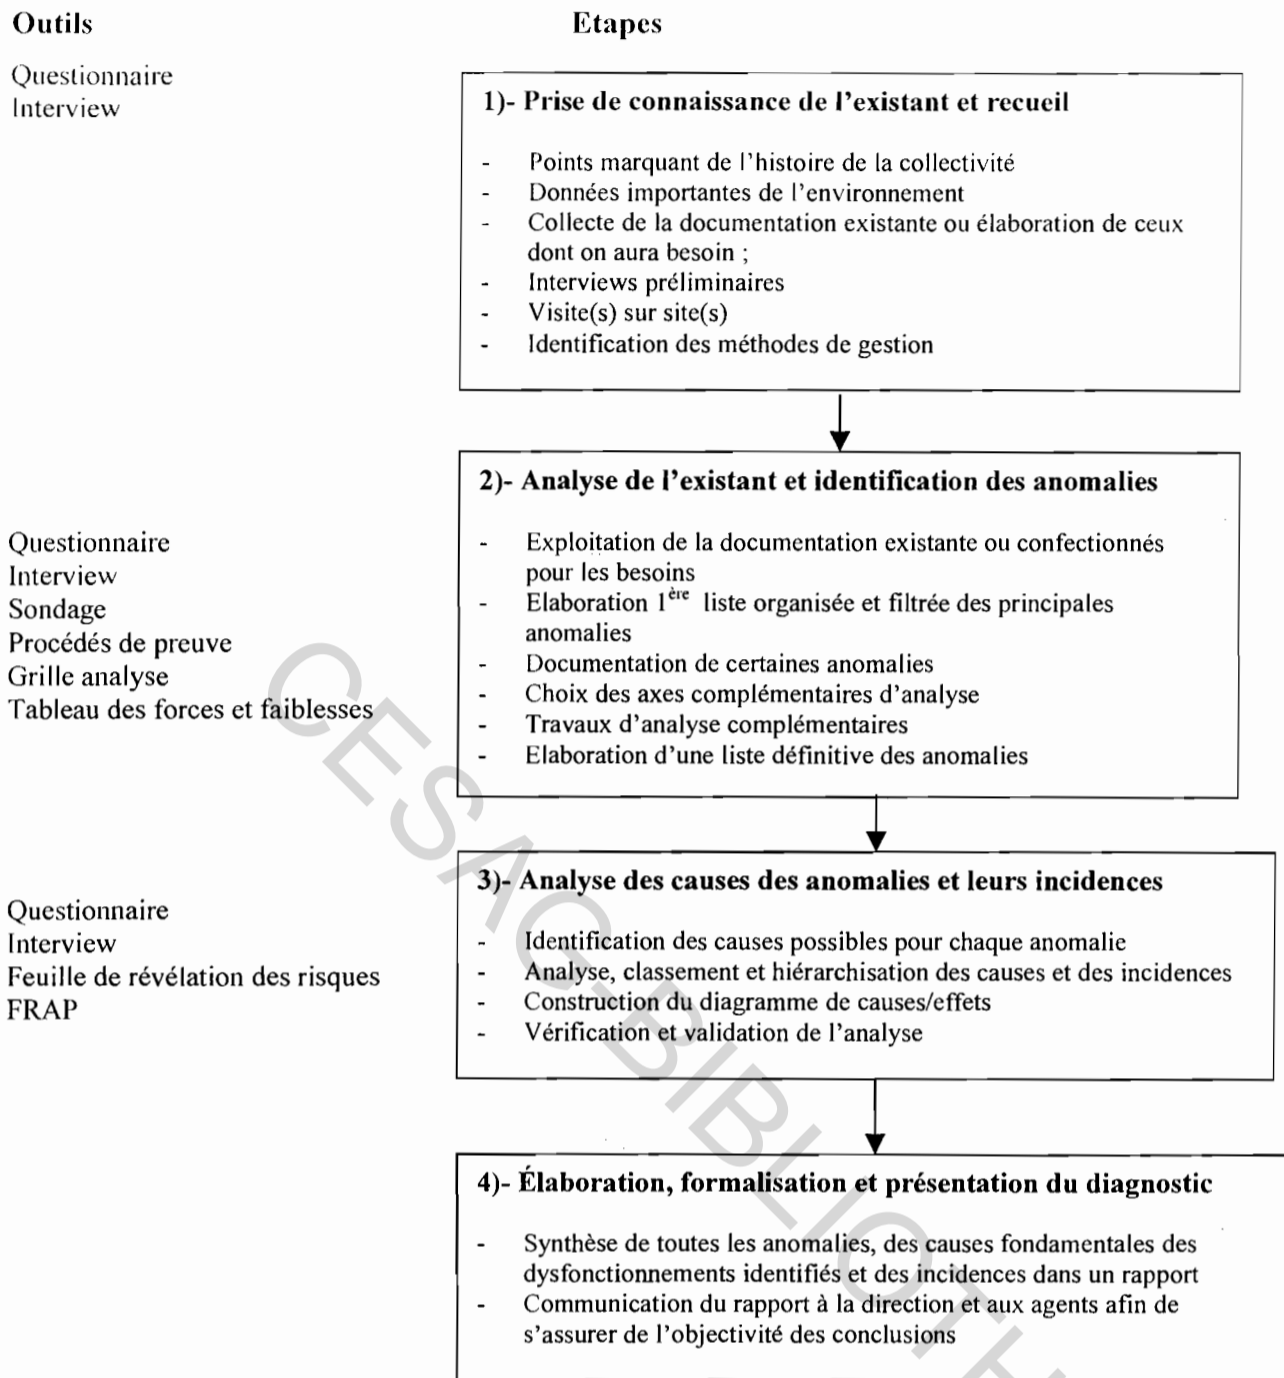 Outils
Etapes
Questionnaire
Interview
1)- Prise de connaissance de l'existant et recueil
- Points marquant de l'histoire de la collectivité
- Données importantes de l'environnement
- Collecte de la documentation existante ou élaboration de ceux
dont on aura besoin ;
- Interviews préliminaires
- Visite(s) sur site(s)
- Identification des méthodes de gestion
2)- Analyse de l'existant et identification des anomalies
Questionnaire
Interview
Sondage
Procédés de preuve
Grille analyse
Tableau des forces et faiblesses
- Exploitation de la documentation existante ou confectionnés
pour les besoins
- Elaboration 1ère liste organisée et filtrée des principales
anomalies
- Documentation de certaines anomalies
- Choix des axes complémentaires d'analyse
- Travaux d'analyse complémentaires
- Elaboration d'une liste définitive des anomalies
3)- Analyse des causes des anomalies et leurs incidences
Questionnaire
Interview
Feuille de révélation des risques
FRAP
- Identification des causes possibles pour chaque anomalie
- Analyse, classement et hiérarchisation des causes et des incidences
- Construction du diagramme de causes/effets
- Vérification et validation de l'analyse
4)- Élaboration, formalisation et présentation du diagnostic
- Synthèse de toutes les anomalies, des causes fondamentales des
dysfonctionnements identifiés et des incidences dans un rapport
- Communication du rapport à la direction et aux agents afin de
s'assurer de l'objectivité des conclusions
CESAG-BIBLIOTH